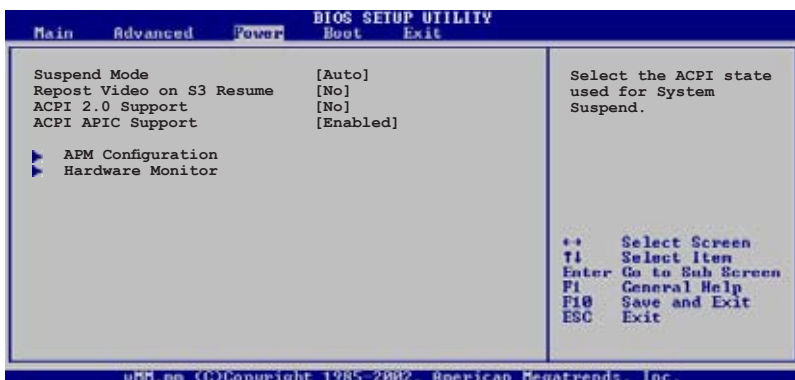 BIOS SETUP UTILITY
Main Advanced Power Boot Exit
Suspend Mode [Auto]
Repost Video on S3 Resume [No]
ACPI 2.0 Support [No]
ACPI APIC Support [Enabled]
APM Configuration
Hardware Monitor
Select the ACPI state
used for System
Suspend.
↔ Select Screen
↑↓ Select Item
Enter Go to Sub Screen
F1 General Help
F10 Save and Exit
ESC Exit
(C)Copyright 1985-2002, American Megatrends, Inc.